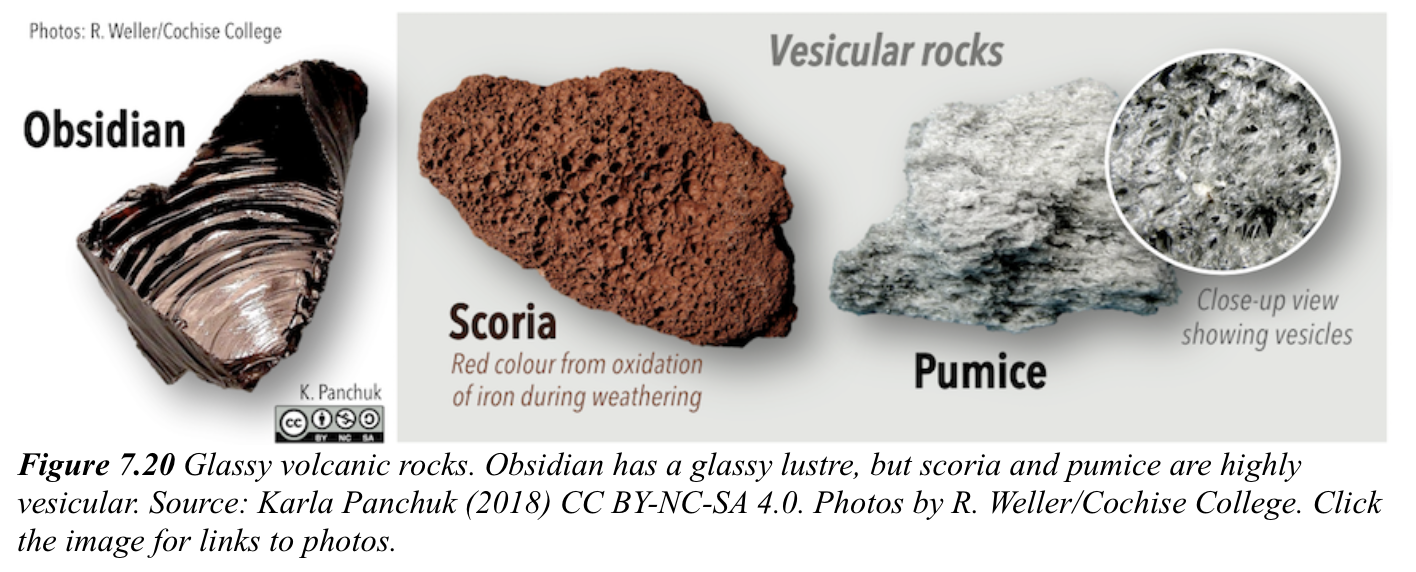 Photos: R. Weller/Cochise College
Obsidian
K. Panchuk
cc
BY NC SA
Vesicular rocks
Scoria
Red colour from oxidation
of iron during weathering
Pumice
Close-up view
showing vesicles
Figure 7.20 Glassy volcanic rocks. Obsidian has a glassy lustre, but scoria and pumice are highly
vesicular. Source: Karla Panchuk (2018) CC BY-NC-SA 4.0. Photos by R. Weller/Cochise College. Click
the image for links to photos.